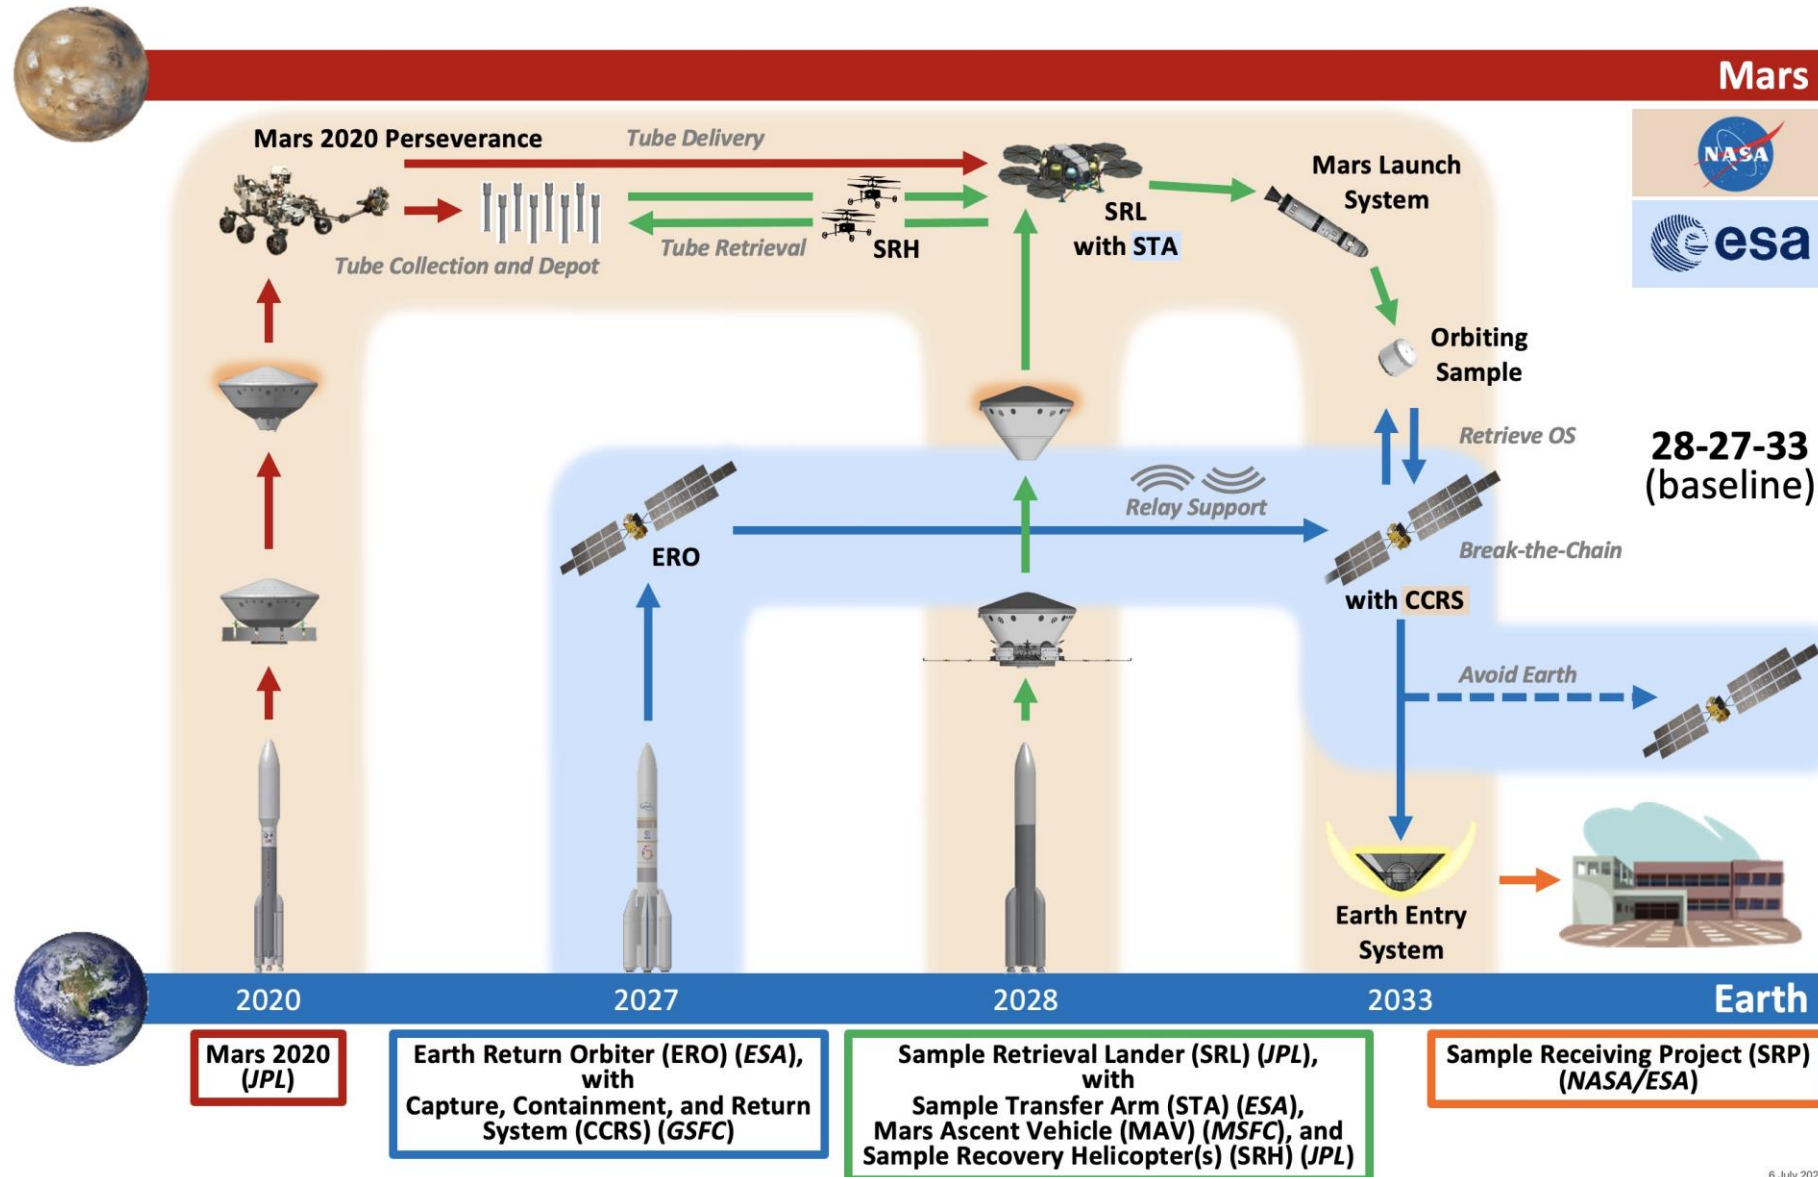 Mars
Mars 2020 Perseverance
Tube Delivery
Tube Collection and Depot
Tube Retrieval
SRH
SRL
with STA
Mars Launch
System
NASA
esa
Orbiting
Sample
Retrieve OS
28-27-33
(baseline)
ERO
Relay Support
Break-the-Chain
with CCRS
Avoid Earth
Earth Entry
System
2020
2027
2028
2033
Earth
Mars 2020
(JPL)
Earth Return Orbiter (ERO) (ESA),
with
Capture, Containment, and Return
System (CCRS) (GSFC)
Sample Retrieval Lander (SRL) (JPL),
with
Sample Transfer Arm (STA) (ESA),
Mars Ascent Vehicle (MAV) (MSFC), and
Sample Recovery Helicopter(s) (SRH) (JPL)
Sample Receiving Project (SRP)
(NASA/ESA)
6 July 202